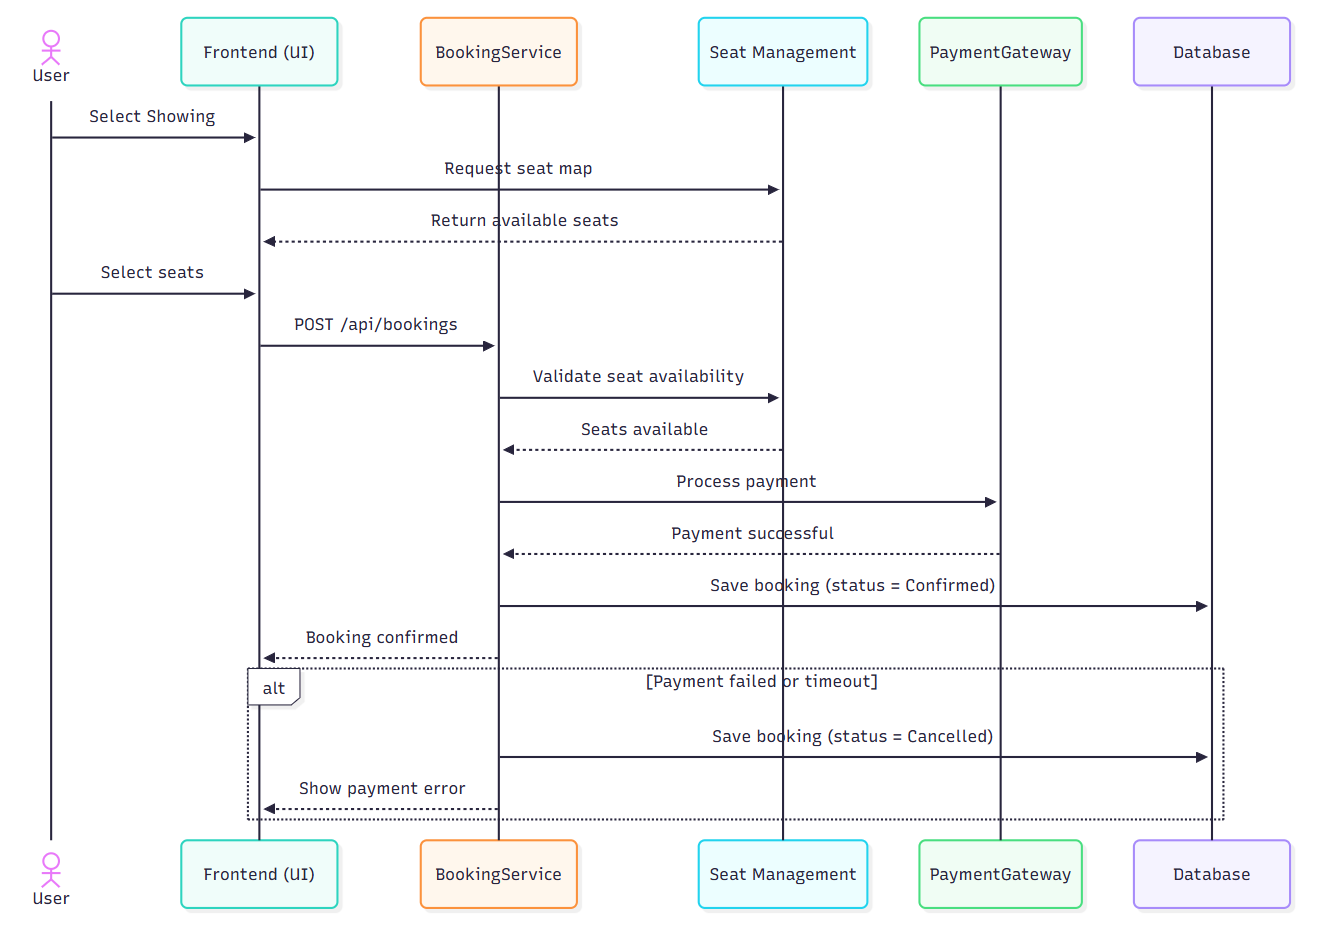 User
Frontend (UI)
BookingService
Seat Management
PaymentGateway
Database
Select Showing
Request seat map
Return available seats
Select seats
POST /api/bookings
Validate seat availability
Seats available
Process payment
Payment successful
Save booking (status = Confirmed)
Booking confirmed
alt
[Payment failed or timeout]
Save booking (status = Cancelled)
Show payment error
User
Frontend (UI)
BookingService
Seat Management
PaymentGateway
Database